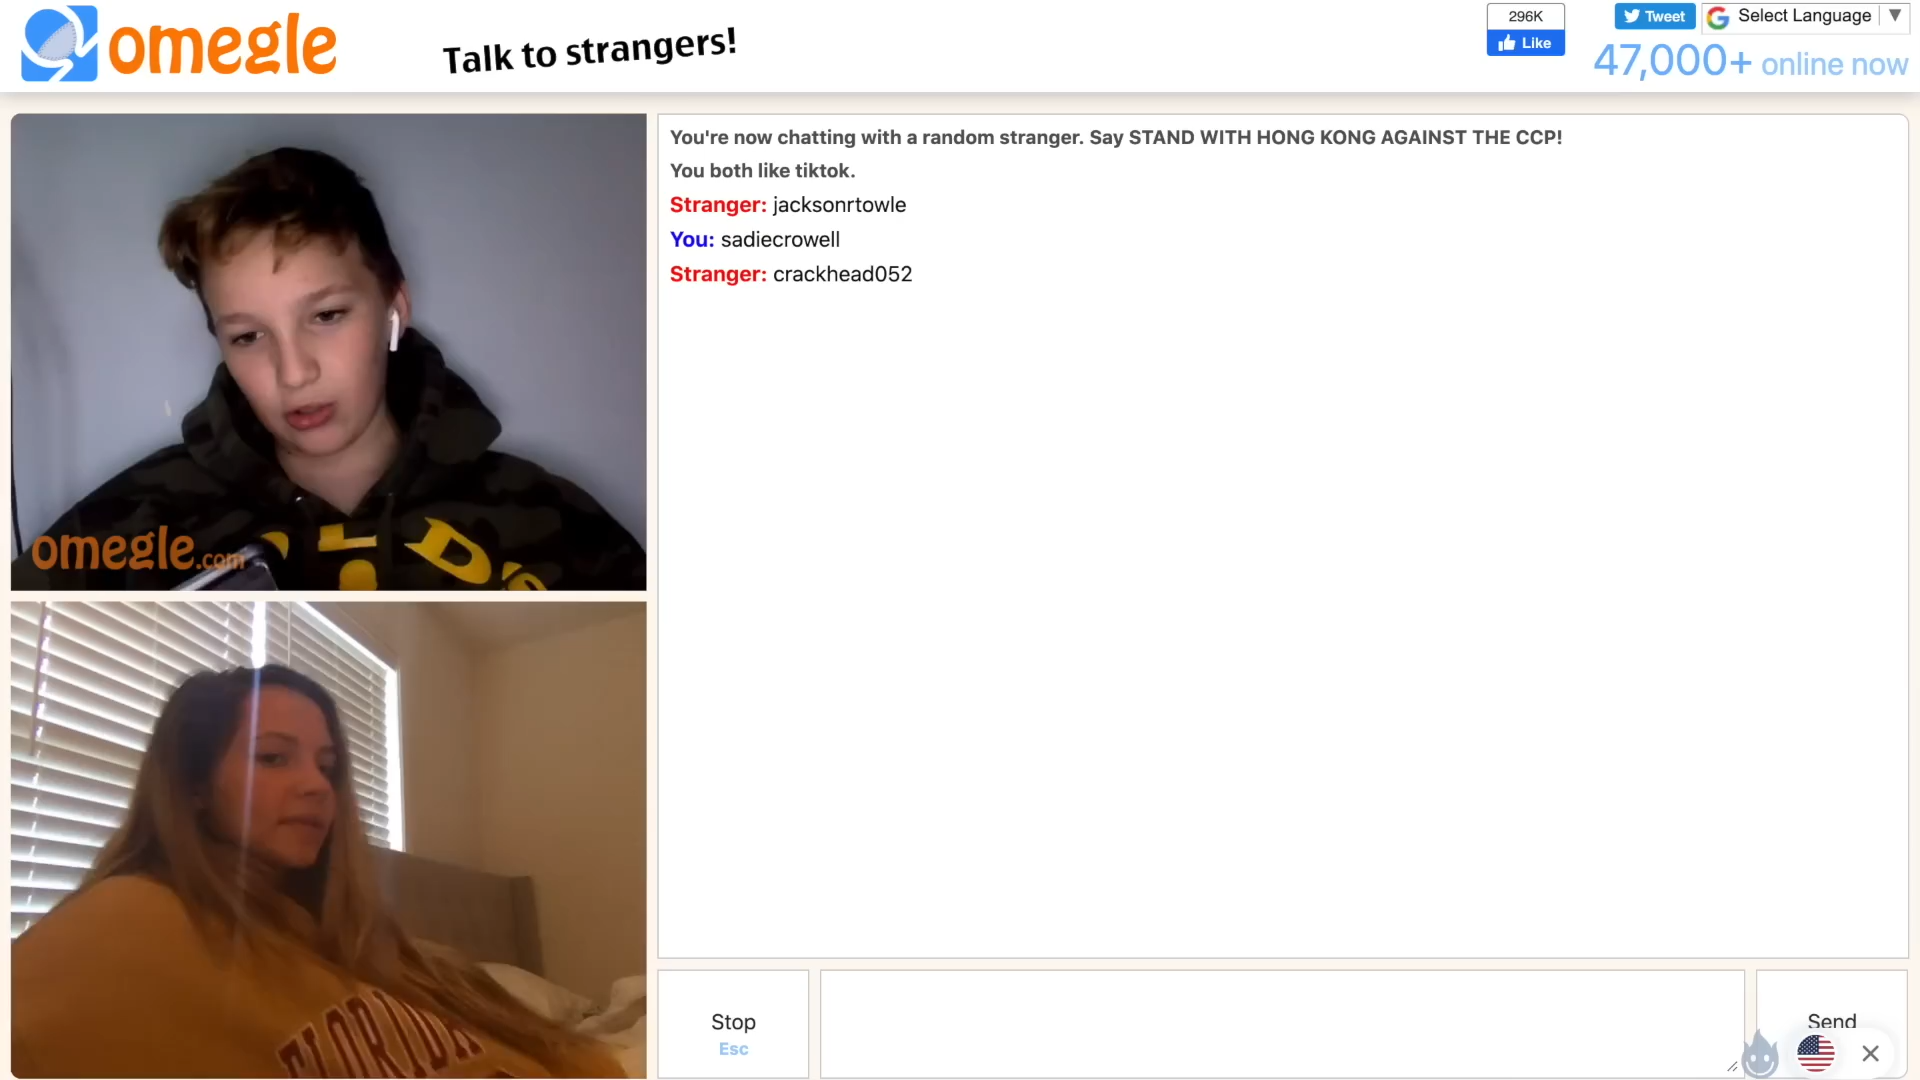 omegle
Talk to strangers!
296K
Like
Tweet
Select Language
47,000+ online now
You're now chatting with a random stranger. Say STAND WITH HONG KONG AGAINST THE CCP!
You both like tiktok.
Stranger: jacksonrtowle
You: sadiecrowell
Stranger: crackhead052
omegle.com
FLORIDA
Stop
Esc
Send